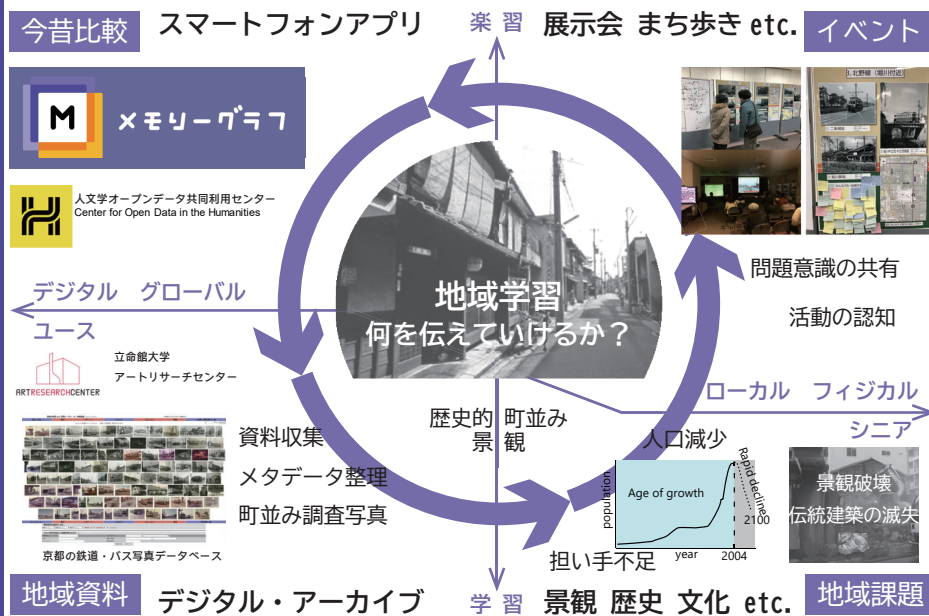 今昔比較
スマートフォンアプリ
楽習
展示会 まち歩き etc.
イベント
M
メモリーグラフ
人文学オープンデータ共同利用センター
Center for Open Data in the Humanities
3. 北野線（堀川付近）
問題意識の共有
活動の認知
地域学習
何を伝えていけるか？
デジタル グローバル
ユース
立命館大学
アートリサーチセンター
ARTRESEARCHCENTER
ローカル フィジカル
シニア
歴史的 町並み
景観
資料収集
メタデータ整理
町並み調査写真
京都の鉄道・バス写真データベース
人口減少
population
Age of growth
Rapid decline
2100
year
2004
担い手不足
景観破壊
伝統建築の滅失
地域資料
デジタル・アーカイブ
学習
景観 歴史 文化 etc.
地域課題